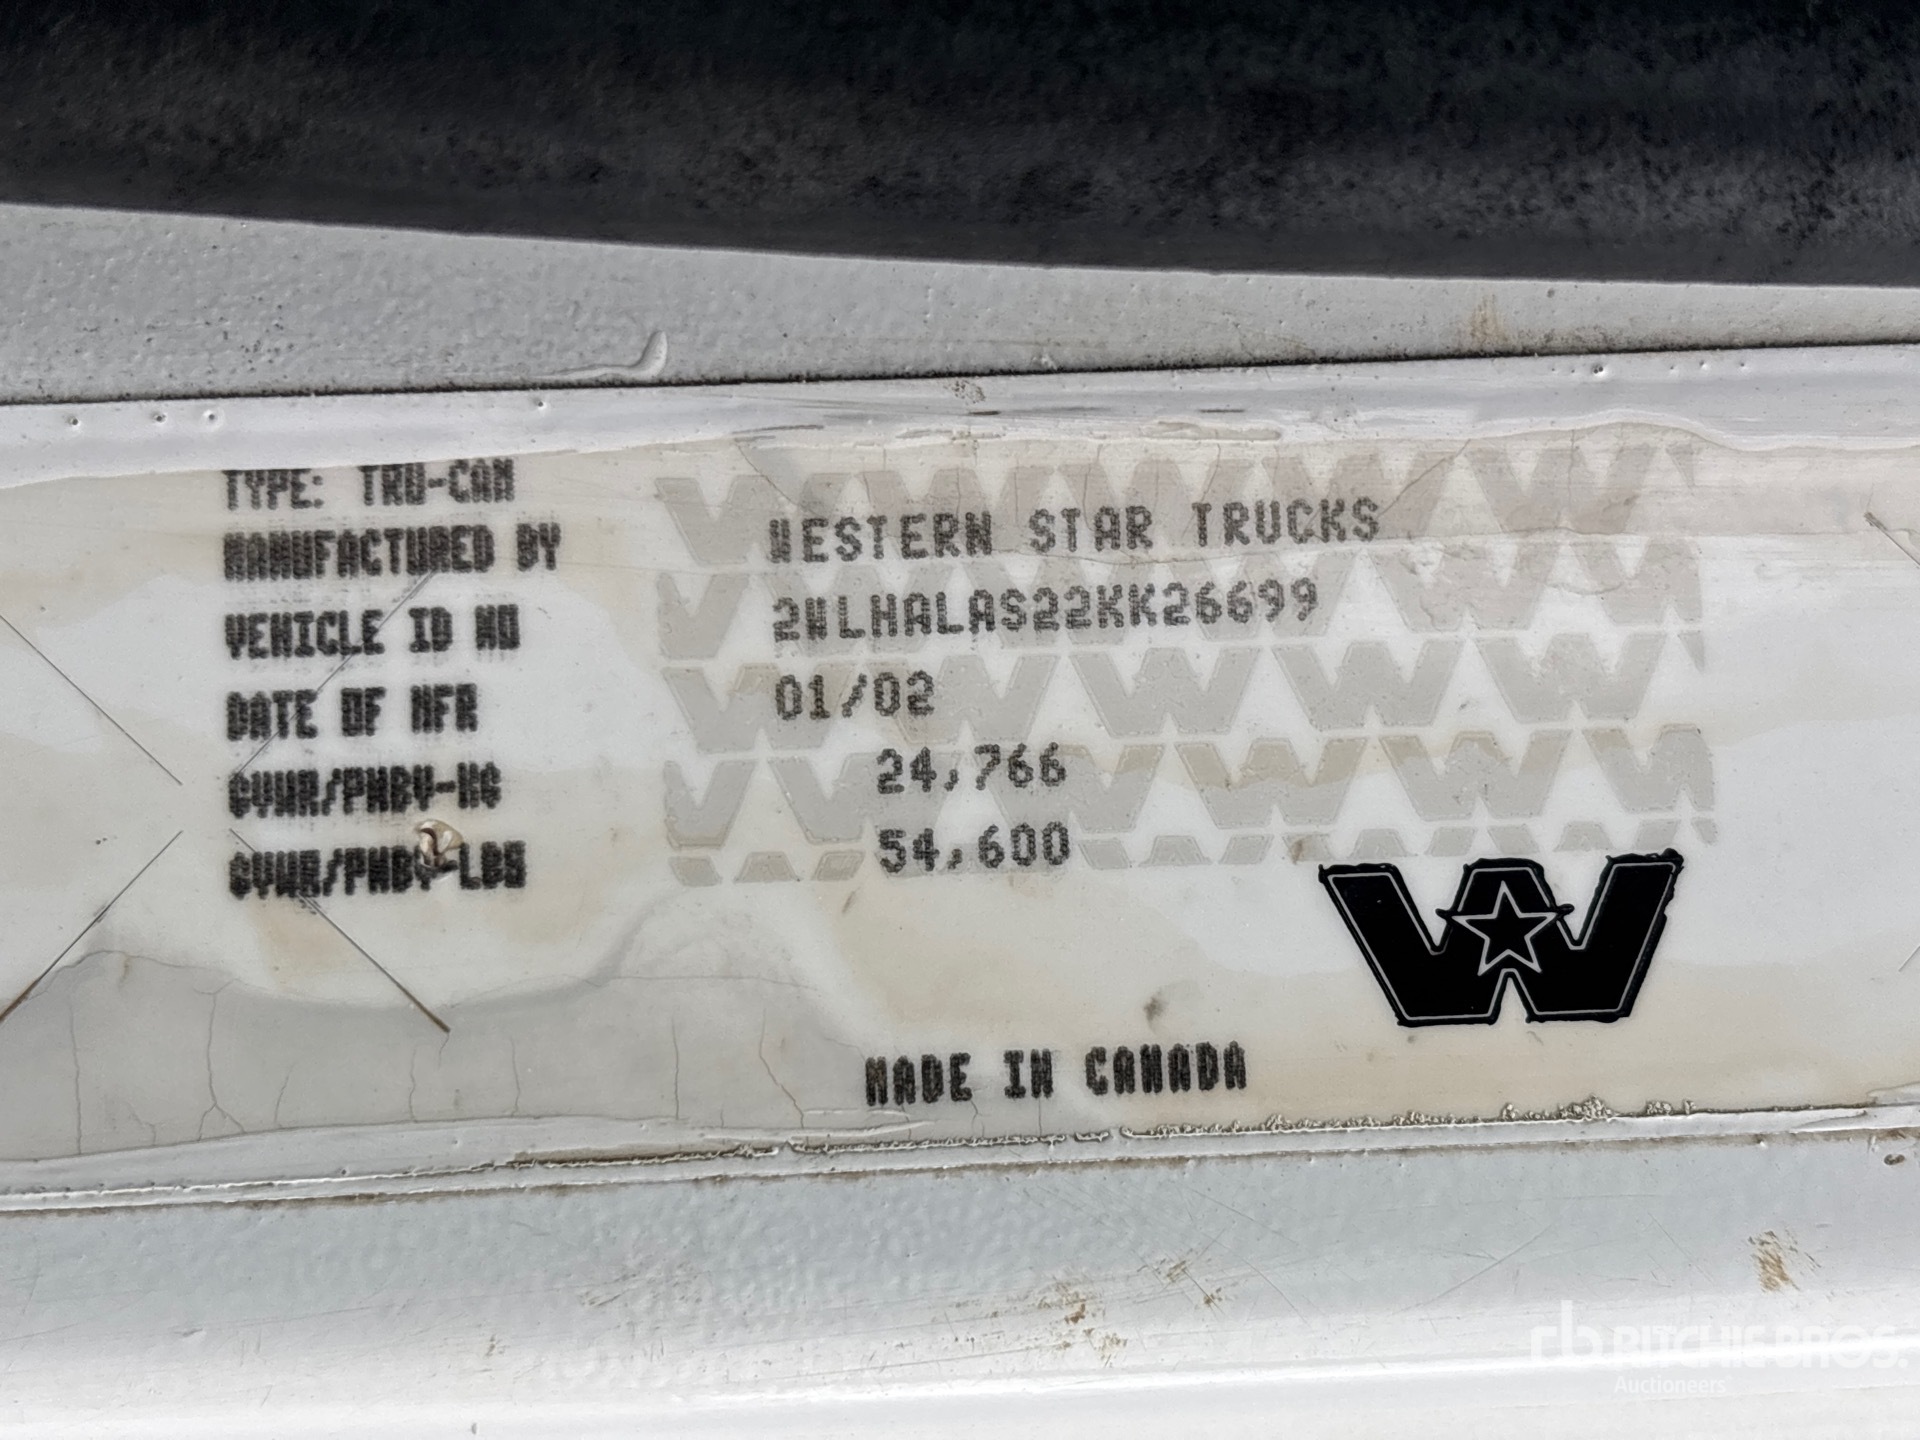 TYPE: TRU-CAN
MANUFACTURED BY WESTERN STAR TRUCKS
VEHICLE ID NO 2WLHALAS22KK26699
DATE OF MFR 01/02
GVWR/PNBV-KG 24,766
GVWR/PNBV-LBS 54,600
MADE IN CANADA
rb RITCHIE BROS.
Auctioneers